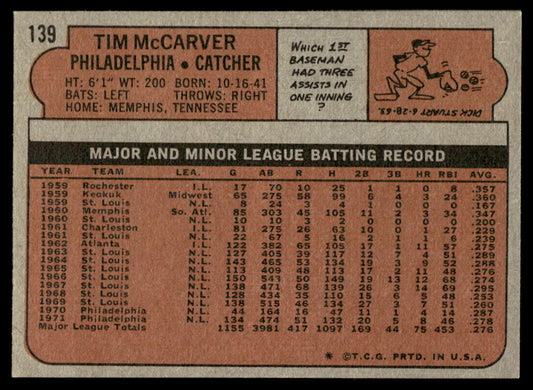 139
TIM McCARVER
PHILADELPHIA • CATCHER
HT: 6'1" WT: 200 BORN: 10-16-41
BATS: LEFT THROWS: RIGHT
HOME: MEMPHIS, TENNESSEE
WHICH 1ST
BASEMAN
HAD THREE
ASSISTS IN
ONE INNING
?
DICK STUART 6-28-63.
MAJOR AND MINOR LEAGUE BATTING RECORD
YEAR TEAM LEA. G AB R H 2B 3B HR RBI AVG.
1959 Rochester I.L. 17 70 10 25 1 1 0 8 .357
1959 Keokuk Midwest 65 275 58 99 6 4 3 24 .360
1959 St. Louis N.L. 8 24 3 4 0 0 0 .167
1960 Memphis So. Atl. 85 303 45 105 11 2 3 34 .347
1960 St. Louis N.L. 10 10 3 2 0 0 0 0 .200
1961 Charleston I.L. 81 275 26 63 10 1 27 .229
1961 St. Louis N.L. 22 67 5 16 2 1 1 6 .239
1962 Atlanta I.L. 122 382 65 105 17 11 57 .275
1963 St. Louis N.L. 127 405 39 117 12 7 4 51 .289
1964 St. Louis N.L. 143 465 53 134 19 3 9 52 .288
1965 St. Louis N.L. 113 409 48 113 17 2 11 48 .276
1966 St. Louis N.L. 150 543 50 149 19 13 12 68 .274
1967 St. Louis N.L. 138 471 68 139 26 3 14 69 .295
1968 St. Louis N.L. 128 434 35 110 15 6 5 48 .253
1969 St. Louis N.L. 138 515 46 134 27 3 7 51 .260
1970 Philadelphia N.L. 44 164 16 47 11 1 4 14 .287
1971 Philadelphia N.L. 134 474 51 132 20 5 8 46 .278
Major League Totals 1155 3981 417 1097 169 44 75 453 .276
* © T.C.G. PRTD. IN U.S.A.